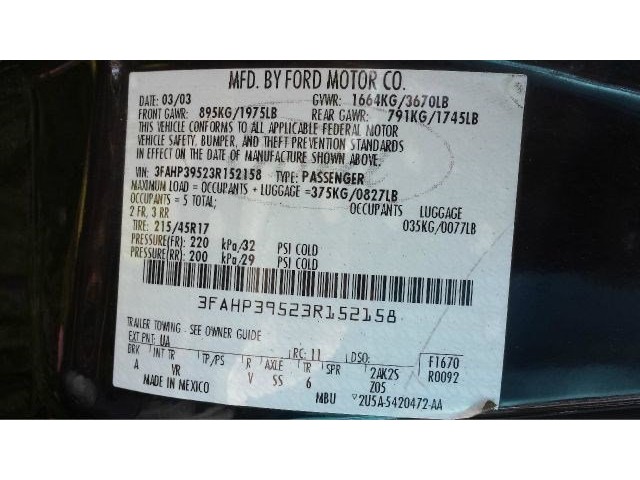 MFD. BY FORD MOTOR CO.
DATE: 03/03 GVWR: 1664KG/3670LB
FRONT GAWR: 895KG/1975LB REAR GAWR: 791KG/1745LB
THIS VEHICLE CONFORMS TO ALL APPLICABLE FEDERAL MOTOR
VEHICLE SAFETY, BUMPER, AND THEFT PREVENTION STANDARDS
IN EFFECT ON THE DATE OF MANUFACTURE SHOWN ABOVE.
VIN: 3FAHP39523R152158 TYPE: PASSENGER
MAXIMUM LOAD = OCCUPANTS + LUGGAGE =375KG/0827LB
OCCUPANTS = 5 TOTAL; OCCUPANTS LUGGAGE
2 FR, 3 RR 035KG/0077LB
TIRE: 215/45R17
PRESSURE(FR): 220 kPa/32 PSI COLD
PRESSURE(RR): 200 kPa/29 PSI COLD
3FAHP39523R152158
TRAILER TOWING - SEE OWNER GUIDE
EXT PNT: UA RC: 11 DSO: F1670
BRK INT TR TP/PS R AXLE TR SPR 2AK2S R0092
A VR V SS 6 Z05
MADE IN MEXICO MBU 2U5A-5420472-AA